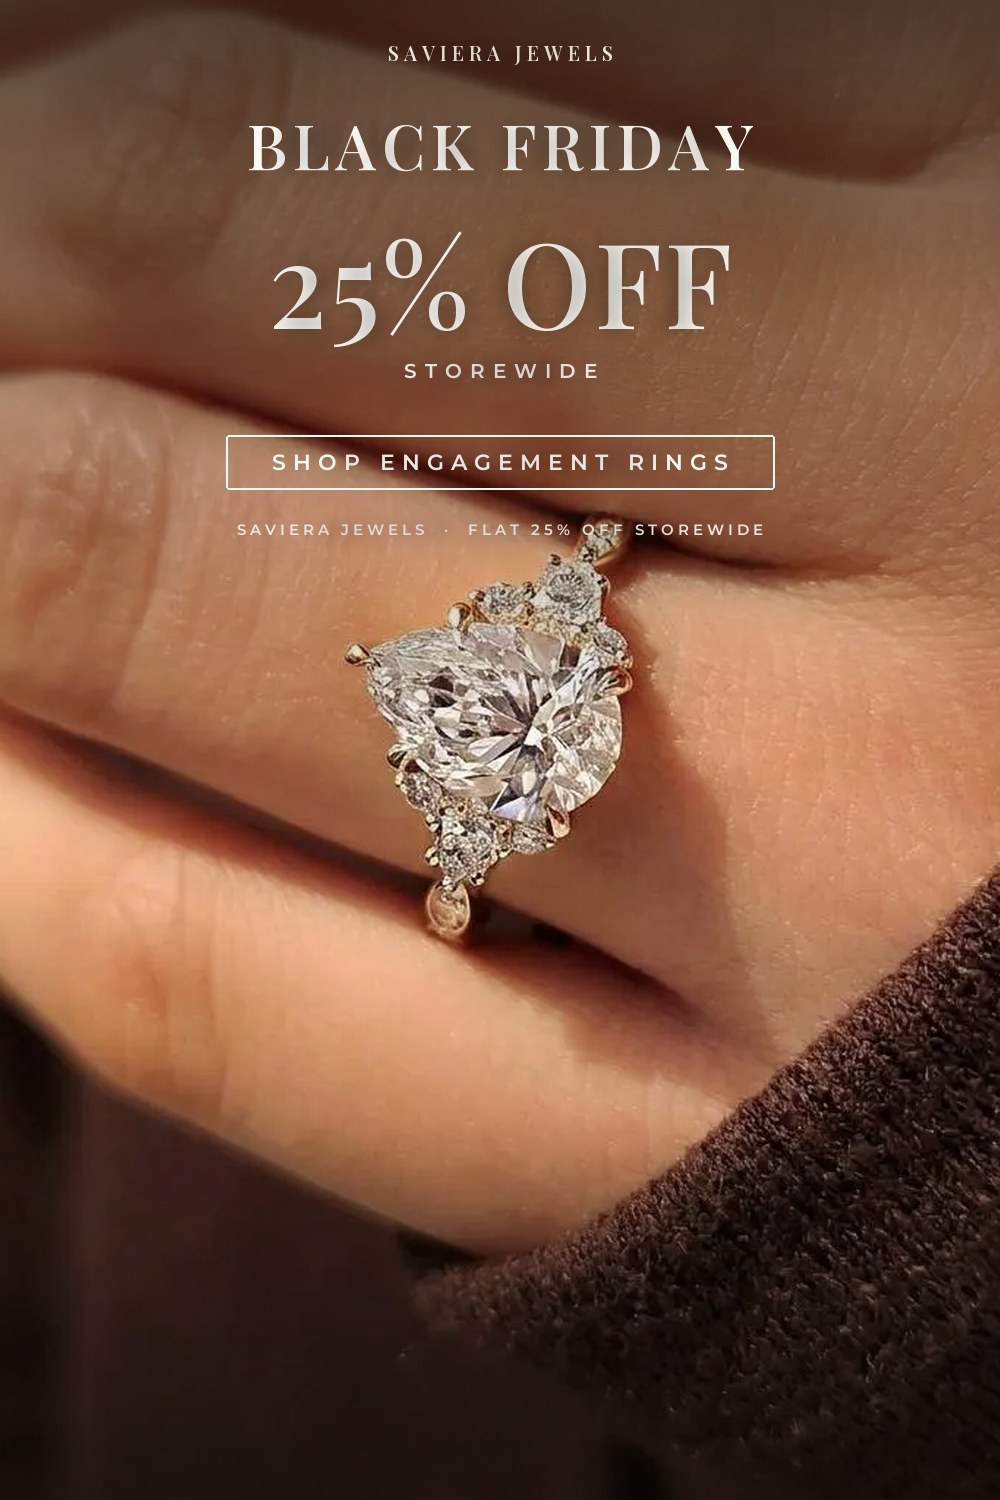 SAVIERA JEWELS
BLACK FRIDAY
25% OFF
STOREWIDE
SHOP ENGAGEMENT RINGS
SAVIERA JEWELS · FLAT 25% OFF STOREWIDE